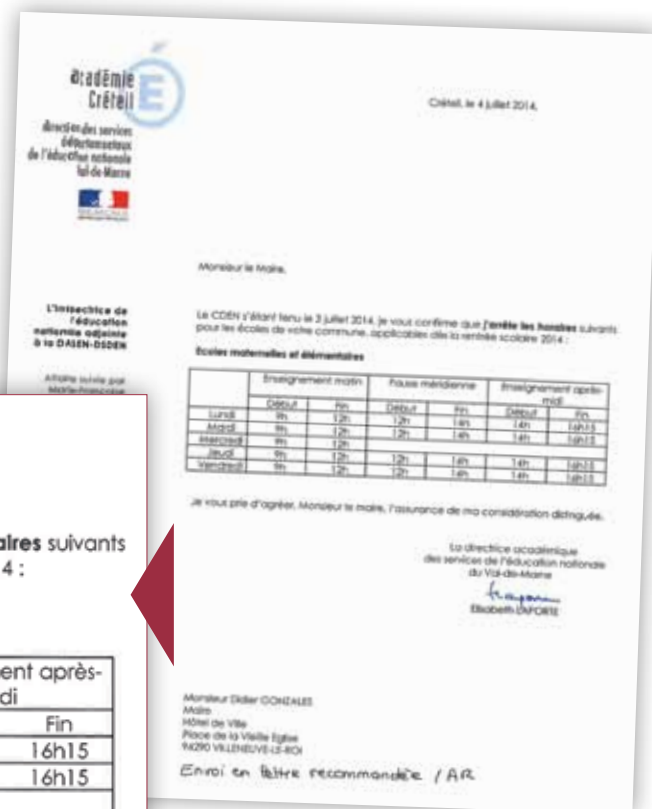 académie
Créteil
É
direction des services
départementaux
de l'éducation nationale
Val-de-Marne
Créteil, le 4 juillet 2014,
Monsieur le Maire,
L'inspectrice de
l'éducation
nationale adjointe
à la DASEN-DSDEN
Affaire suivie par
Marie-Françoise
Le CDEN s'étant tenu le 3 juillet 2014, je vous confirme que j'arrête les horaires suivants
pour les écoles de votre commune, applicables dès la rentrée scolaire 2014 :
Ecoles maternelles et élémentaires
Enseignement matin Pause méridienne Enseignement après-
midi
Début Fin Début Fin Début Fin
Lundi 9h 12h 12h 14h 14h 16h15
Mardi 9h 12h 12h 14h 14h 16h15
Mercredi 9h 12h
Jeudi 9h 12h 12h 14h 14h 16h15
Vendredi 9h 12h 12h 14h 14h 16h15
Je vous prie d'agréer, Monsieur le maire, l'assurance de ma considération distinguée.
La directrice académique
des services de l'éducation nationale
du Val-de-Marne
Elisabeth LAPORTE
Monsieur Didier GONZALES
Maire
Hôtel de Ville
Place de la Vieille Eglise
94290 VILLENEUVE-LE-ROI
Envoi en lettre recommandée / AR
aires suivants
4 :
ent après-
di
Fin
16h15
16h15